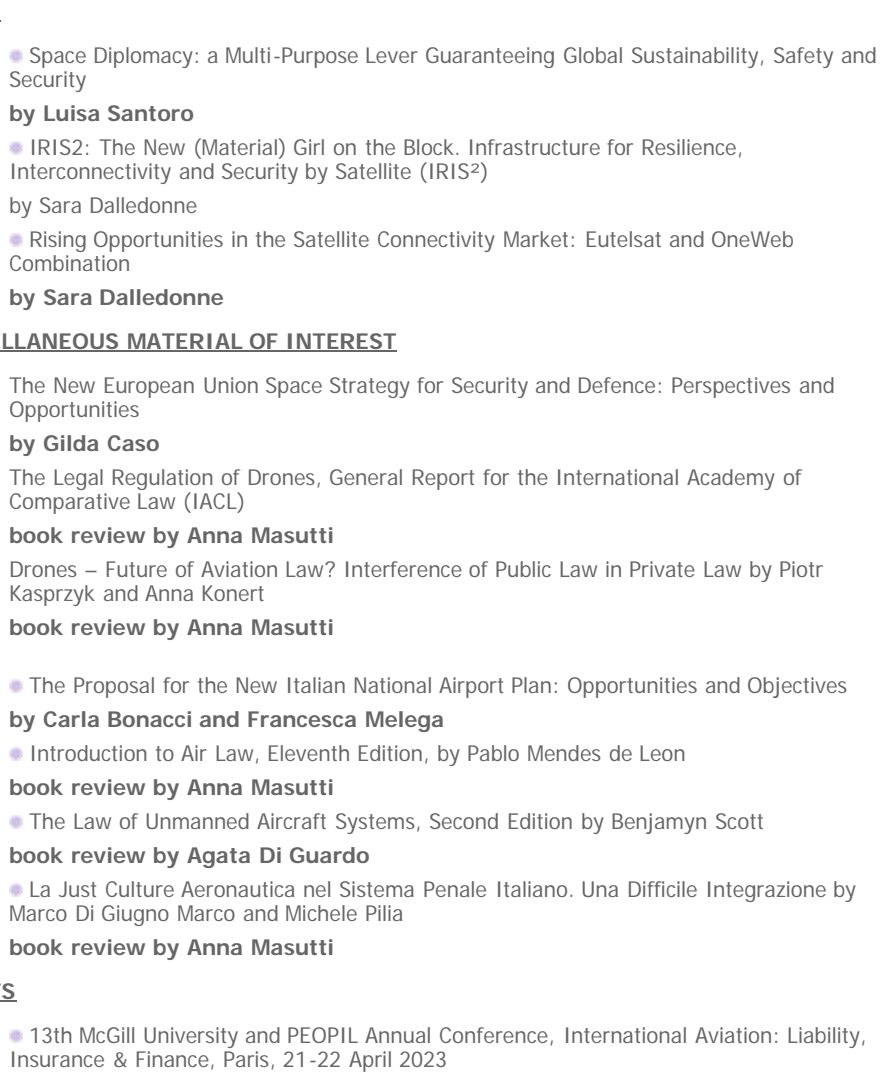 Space Diplomacy: a Multi-Purpose Lever Guaranteeing Global Sustainability, Safety and
Security
by Luisa Santoro
IRIS2: The New (Material) Girl on the Block. Infrastructure for Resilience,
Interconnectivity and Security by Satellite (IRIS²)
by Sara Dalledonne
Rising Opportunities in the Satellite Connectivity Market: Eutelsat and OneWeb
Combination
by Sara Dalledonne
LLANEOUS MATERIAL OF INTEREST
The New European Union Space Strategy for Security and Defence: Perspectives and
Opportunities
by Gilda Caso
The Legal Regulation of Drones, General Report for the International Academy of
Comparative Law (IACL)
book review by Anna Masutti
Drones – Future of Aviation Law? Interference of Public Law in Private Law by Piotr
Kasprzyk and Anna Konert
book review by Anna Masutti
The Proposal for the New Italian National Airport Plan: Opportunities and Objectives
by Carla Bonacci and Francesca Melega
Introduction to Air Law, Eleventh Edition, by Pablo Mendes de Leon
book review by Anna Masutti
The Law of Unmanned Aircraft Systems, Second Edition by Benjamyn Scott
book review by Agata Di Guardo
La Just Culture Aeronautica nel Sistema Penale Italiano. Una Difficile Integrazione by
Marco Di Giugno Marco and Michele Pilia
book review by Anna Masutti
S
13th McGill University and PEOPIL Annual Conference, International Aviation: Liability,
Insurance & Finance, Paris, 21-22 April 2023